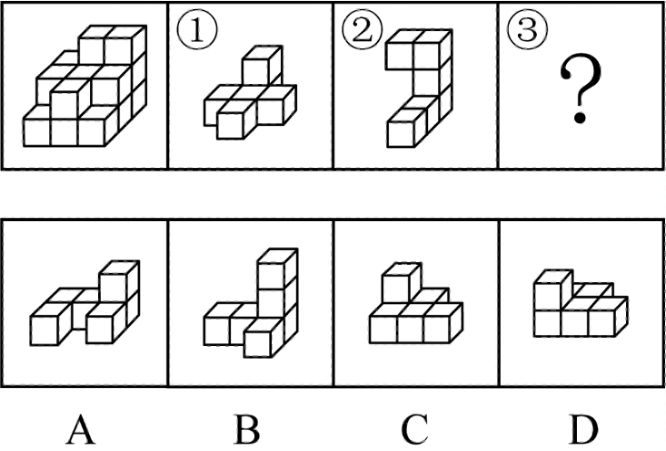 ① ② ③
?
A B C D